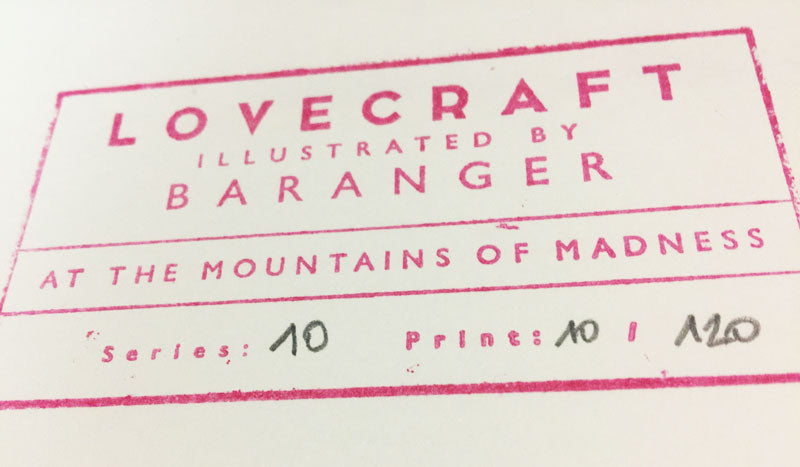 LOVECRAFT
ILLUSTRATED BY
BARANGER
AT THE MOUNTAINS OF MADNESS
Series: 10 Print: 10 / 120